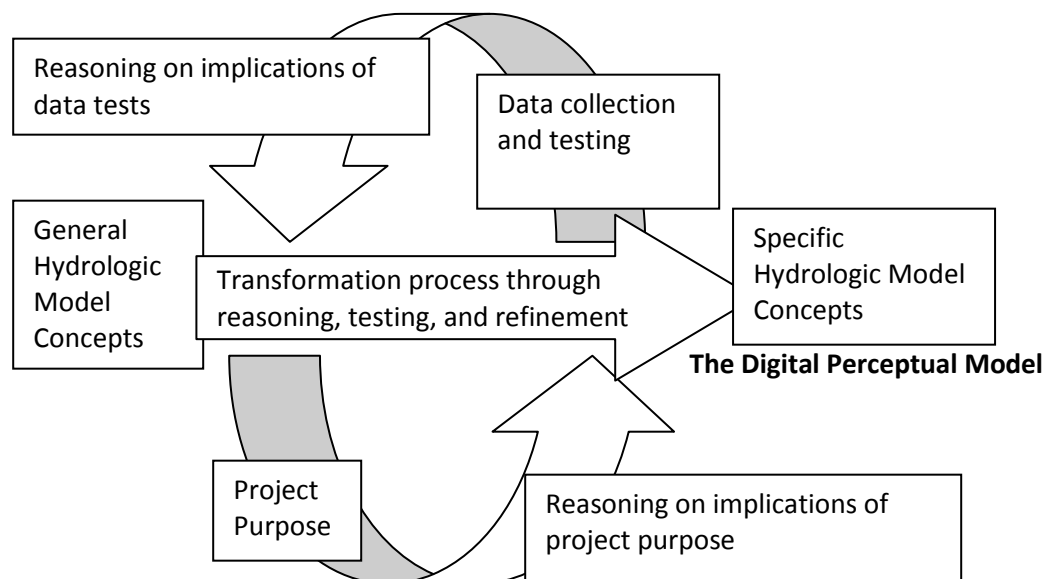 Reasoning on implications of
data tests
Data collection
and testing
General
Hydrologic
Model
Concepts
Transformation process through
reasoning, testing, and refinement
Specific
Hydrologic Model
Concepts
The Digital Perceptual Model
Project
Purpose
Reasoning on implications of
project purpose